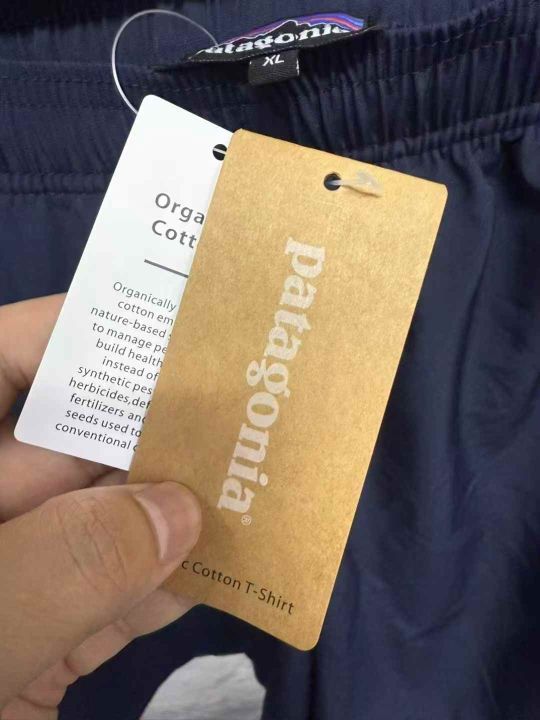 patagonia
XL
Orga
Cott
Organically
cotton em
nature-based
to manage pe
build health
instead of
synthetic pes
herbicides,def
fertilizers and
seeds used to
conventional c
patagonia®
c Cotton T-Shirt